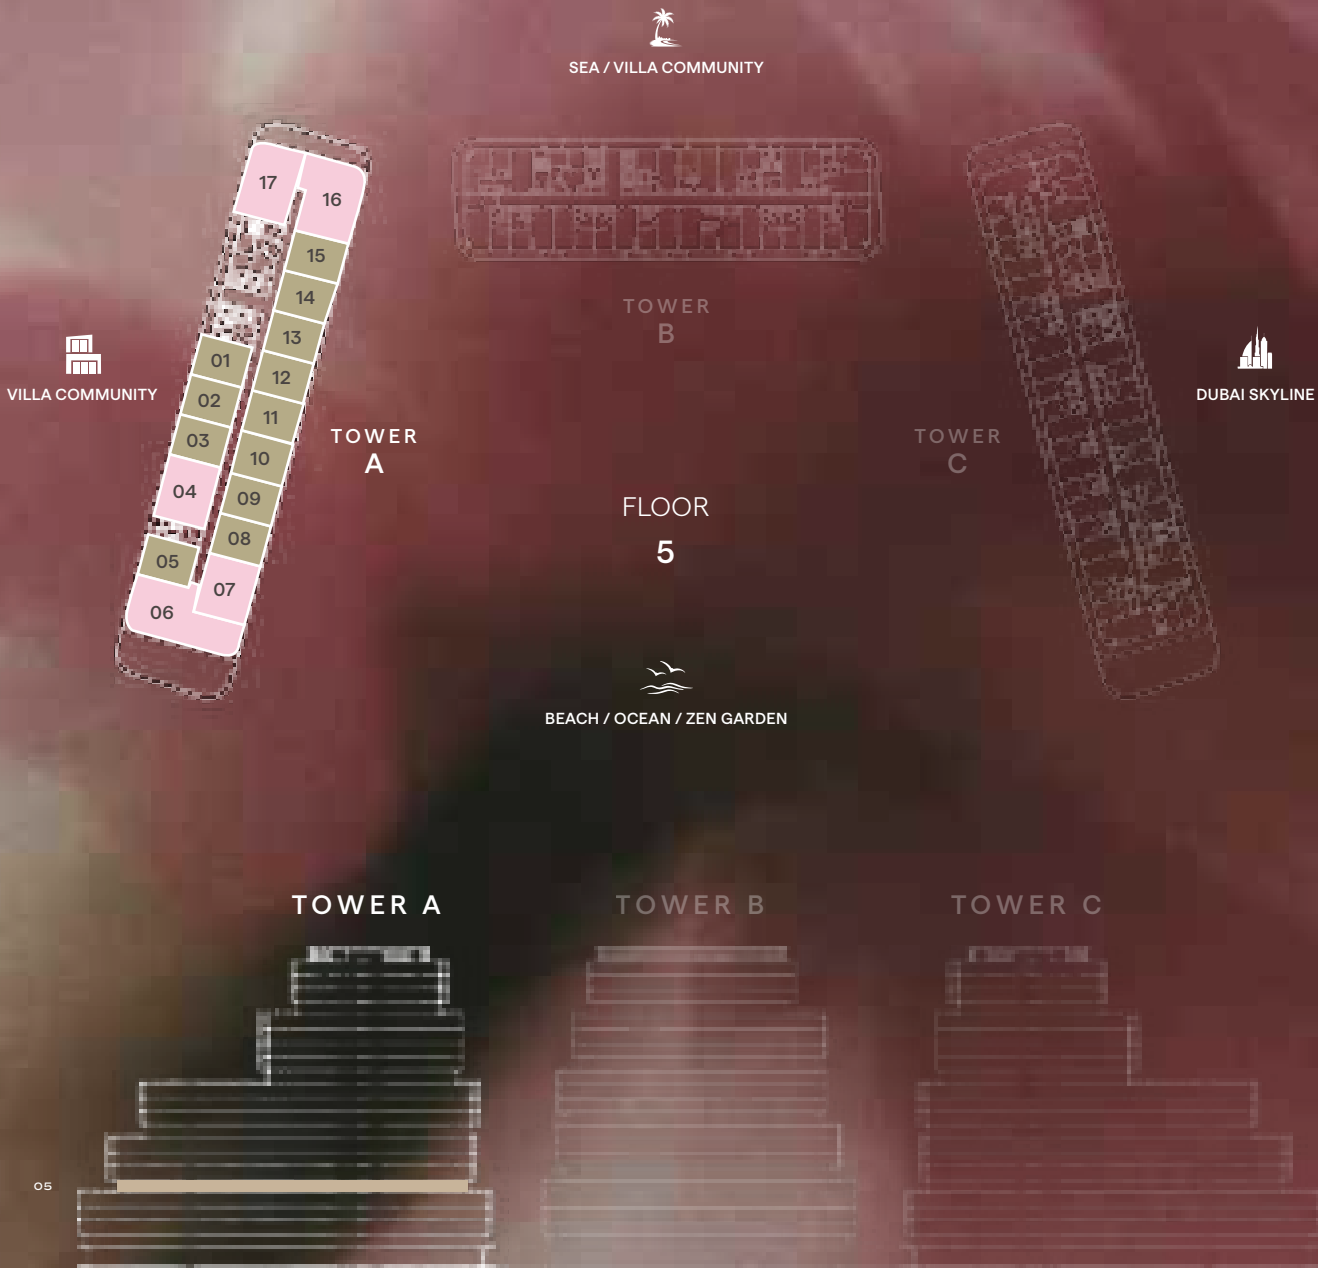 SEA / VILLA COMMUNITY
17
16
15
14
13
12
11
10
09
08
07
01
02
03
04
05
06
VILLA COMMUNITY
TOWER
A
TOWER
B
TOWER
C
DUBAI SKYLINE
FLOOR
5
BEACH / OCEAN / ZEN GARDEN
TOWER A
TOWER B
TOWER C
05